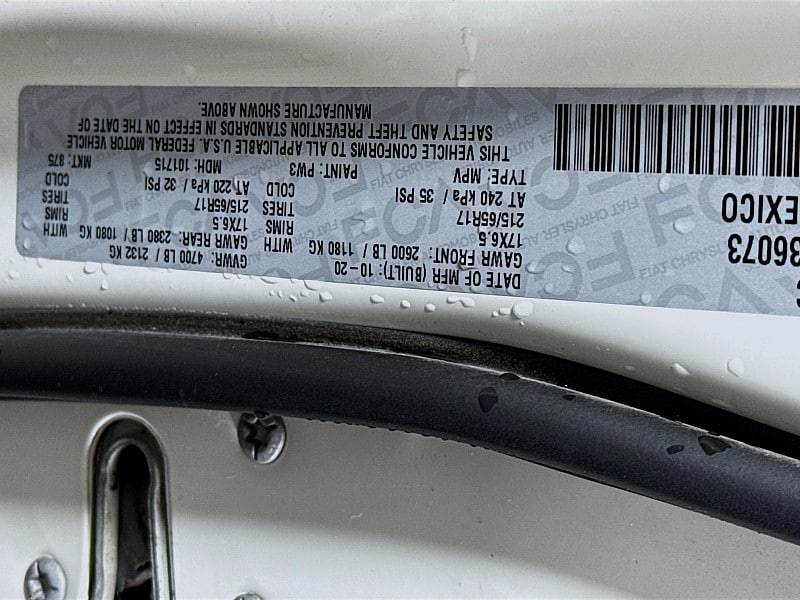 C
36073
EXICO
DATE OF MFR (BUILT): 10-20 GVWR: 4700 LB / 2132 KG
GAWR FRONT: 2600 LB / 1180 KG WITH GAWR REAR: 2380 LB / 1080 KG WITH
17X6.5 RIMS 17X6.5 RIMS
215/65R17 TIRES 215/65R17 TIRES
AT 240 kPa / 35 PSI COLD AT 220 kPa / 32 PSI COLD
TYPE: MPV PAINT: PW3 MDH: 101715 MKT: 875
THIS VEHICLE CONFORMS TO ALL APPLICABLE U.S.A. FEDERAL MOTOR VEHICLE
SAFETY AND THEFT PREVENTION STANDARDS IN EFFECT ON THE DATE OF
MANUFACTURE SHOWN ABOVE.
FCA
FIAT CHRYSLER AUTOMOBILES